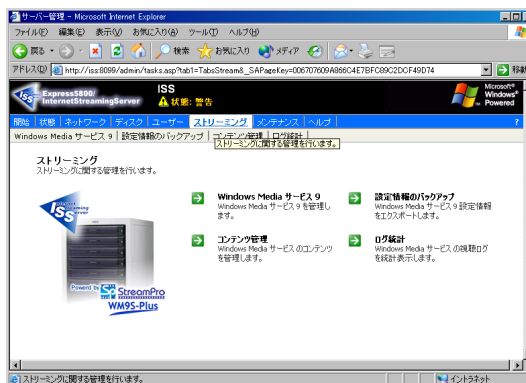 サーバー管理 - Microsoft Internet Explorer
ファイル(F) 編集(E) 表示(V) お気に入り(A) ツール(T) ヘルプ(H)
戻る 検索 お気に入り メディア
アドレス(D) http://iss:8099/admin/tasks.asp?tab1=TabsStream&_SAPageKey=006707609A866C4E7BFC89C2DCF49D74 移動
ISS Express5800/ InternetStreamingServer
ISS
状態: 警告
Microsoft® Windows® Powered
開始 状態 ネットワーク ディスク ユーザー ストリーミング メンテナンス ヘルプ ?
Windows Media サービス 9 設定情報のバックアップ コンテンツ管理 ログ統計
ストリーミングに関する管理を行います。
ストリーミング
ストリーミングに関する管理を行います。
Internet Streaming Server
ISS
Powered by StreamPro
WM9S-Plus
Windows Media サービス 9
Windows Media サービス 9 を管理し
ます。
設定情報のバックアップ
Windows Media サービス 9 設定情報
をエクスポートします。
コンテンツ管理
Windows Media サービス のコンテンツ
を管理します。
ログ統計
Windows Media サービス の視聴ログ
を統計表示します。
ストリーミングに関する管理を行います。 イントラネット